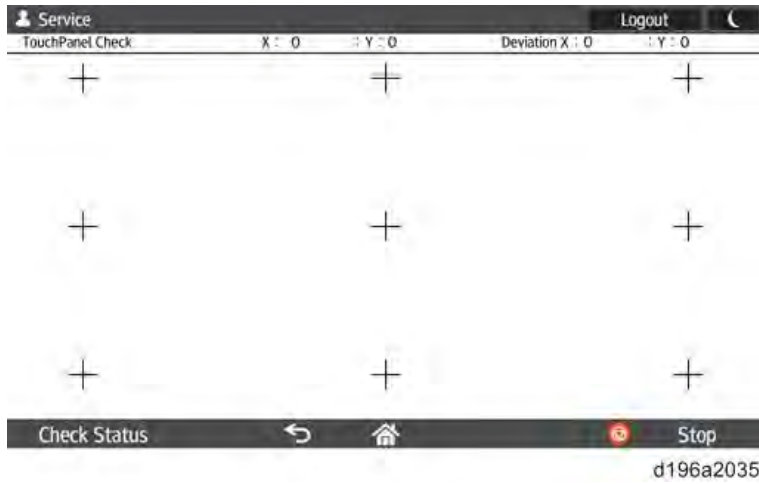 Service Logout
TouchPanel Check X : 0 : Y : 0 Deviation X : 0 : Y : 0
Check Status Stop
d196a2035